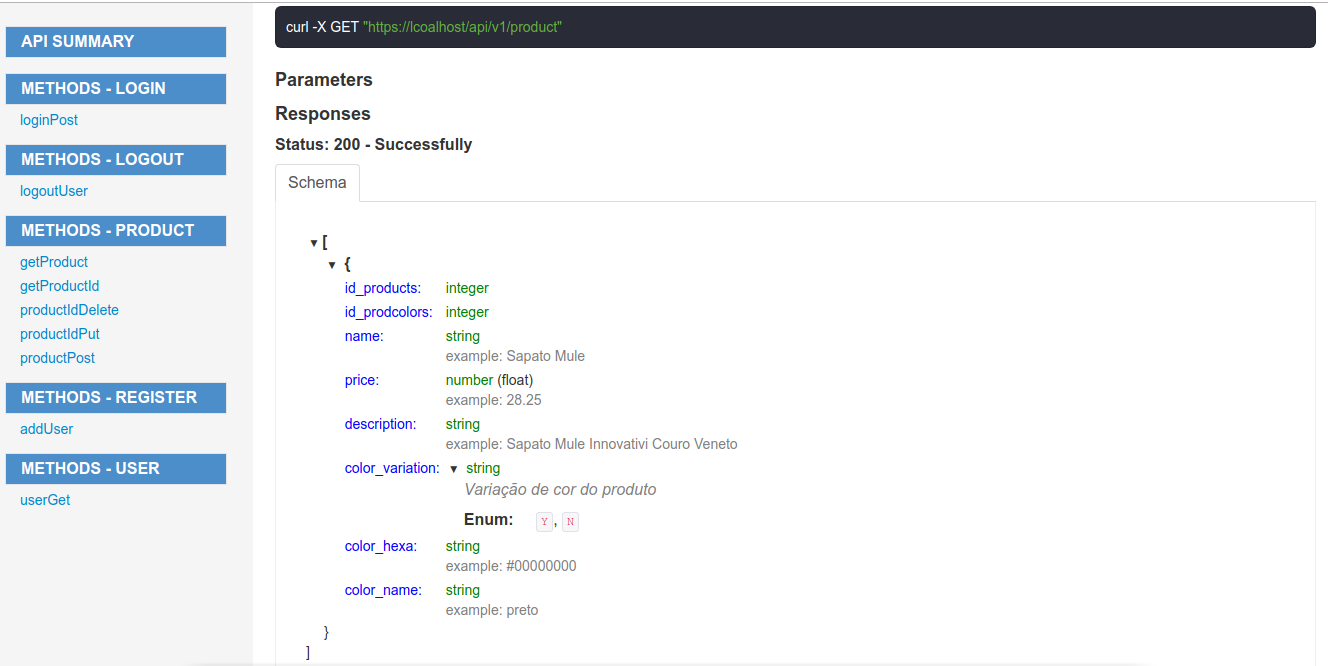 API SUMMARY
METHODS - LOGIN
loginPost
METHODS - LOGOUT
logoutUser
METHODS - PRODUCT
getProduct
getProductId
productIdDelete
productIdPut
productPost
METHODS - REGISTER
addUser
METHODS - USER
userGet
curl -X GET "https://lcoalhost/api/v1/product"
Parameters
Responses
Status: 200 - Successfully
Schema
▼ [
▼ {
id_products: integer
id_prodcolors: integer
name: string
example: Sapato Mule
price: number (float)
example: 28.25
description: string
example: Sapato Mule Innovativi Couro Veneto
color_variation: ▼ string
Variação de cor do produto
Enum: Y, N
color_hexa: string
example: #00000000
color_name: string
example: preto
}
]